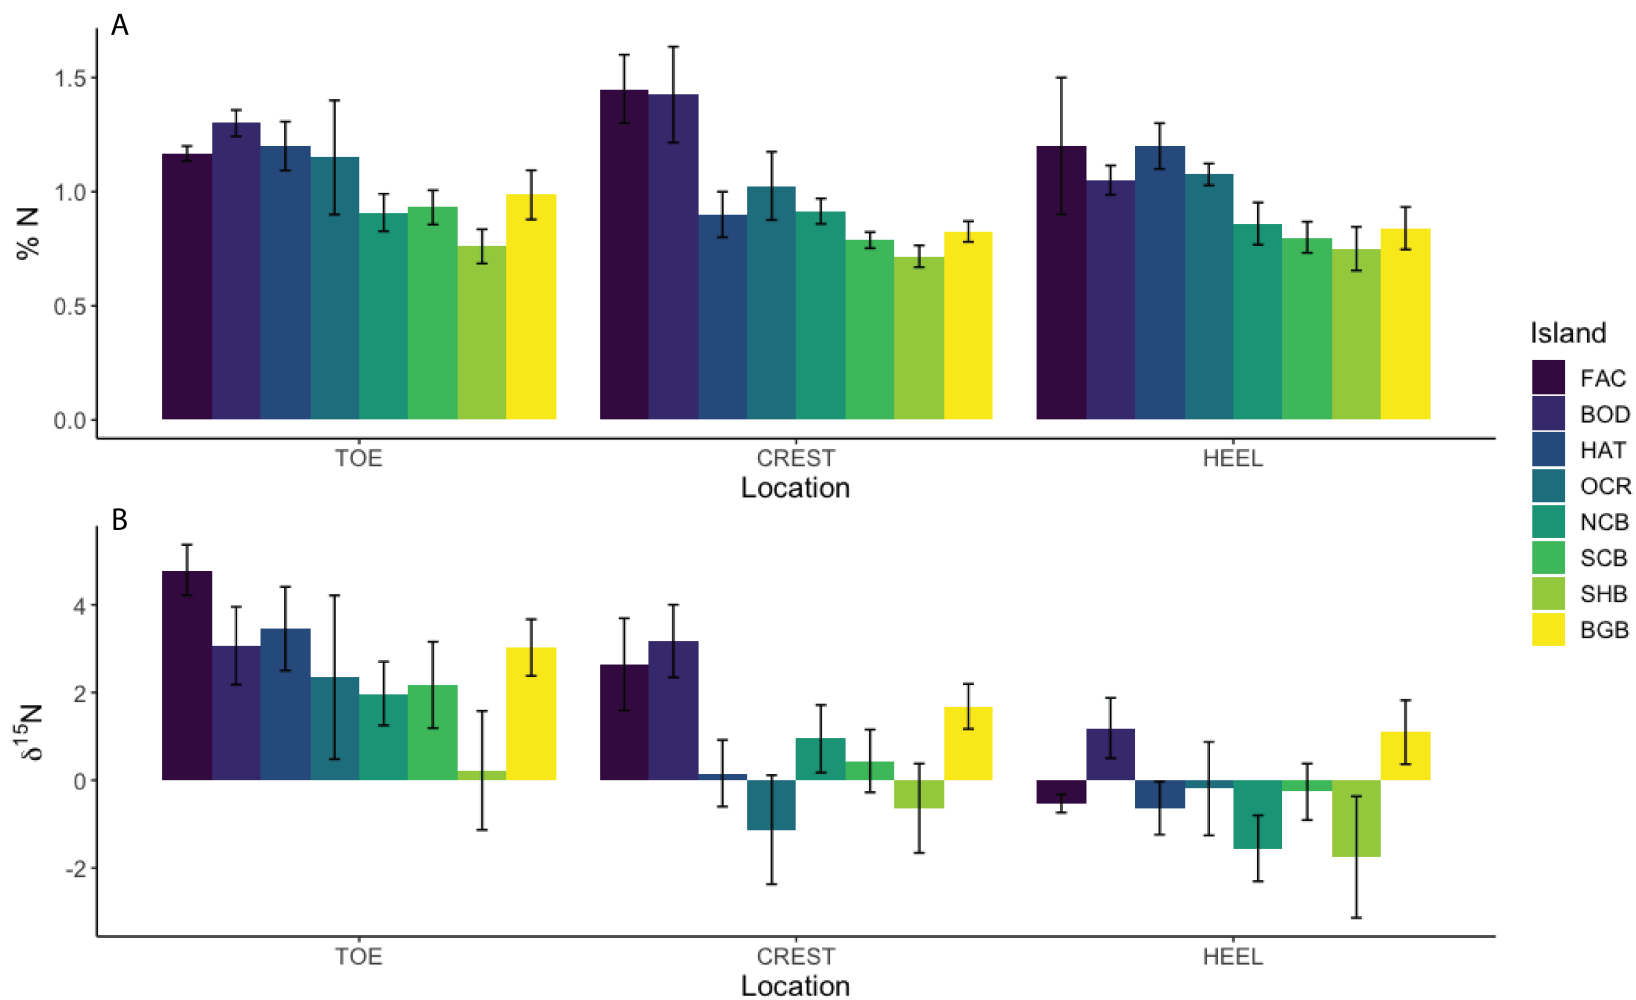 A
% N
1.5
1.0
0.5
0.0
TOE CREST HEEL
Location
B
δ¹⁵N
4
2
0
-2
TOE CREST HEEL
Location
Island
FAC
BOD
HAT
OCR
NCB
SCB
SHB
BGB